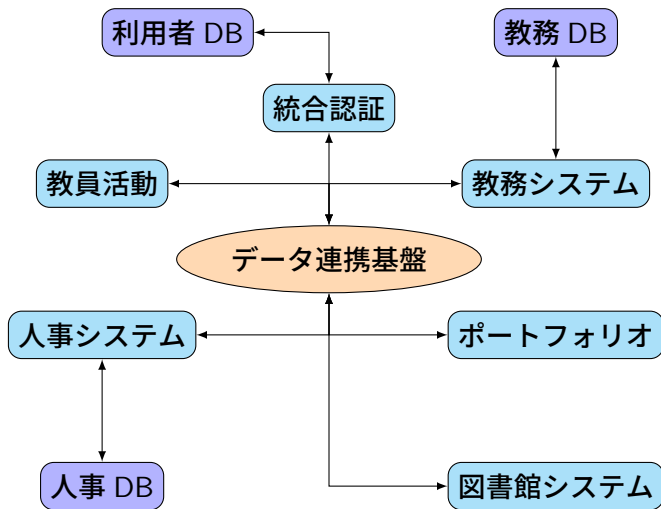 利用者 DB
教務 DB
統合認証
教員活動
教務システム
データ連携基盤
人事システム
ポートフォリオ
人事 DB
図書館システム